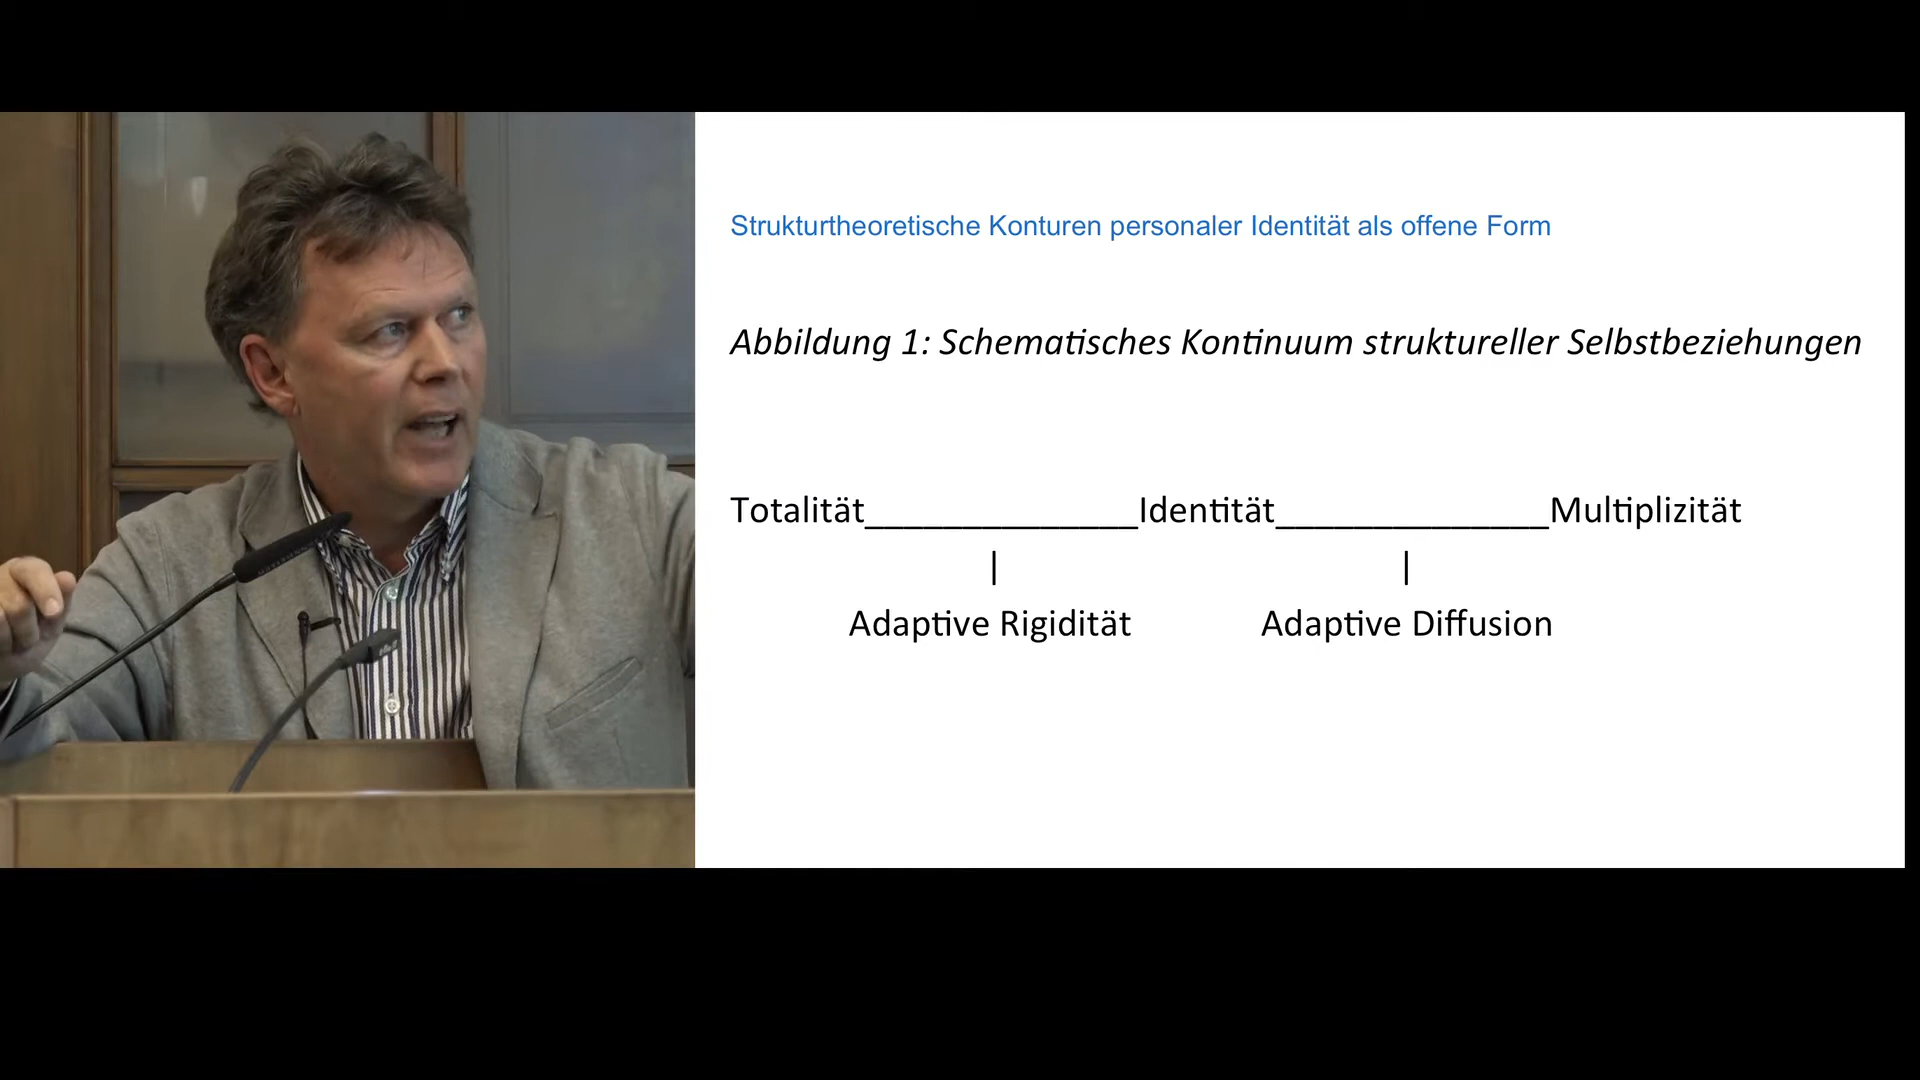 Strukturtheoretische Konturen personaler Identität als offene Form
Abbildung 1: Schematisches Kontinuum struktureller Selbstbeziehungen
Totalität______________Identität______________Multiplizität
| |
Adaptive Rigidität Adaptive Diffusion